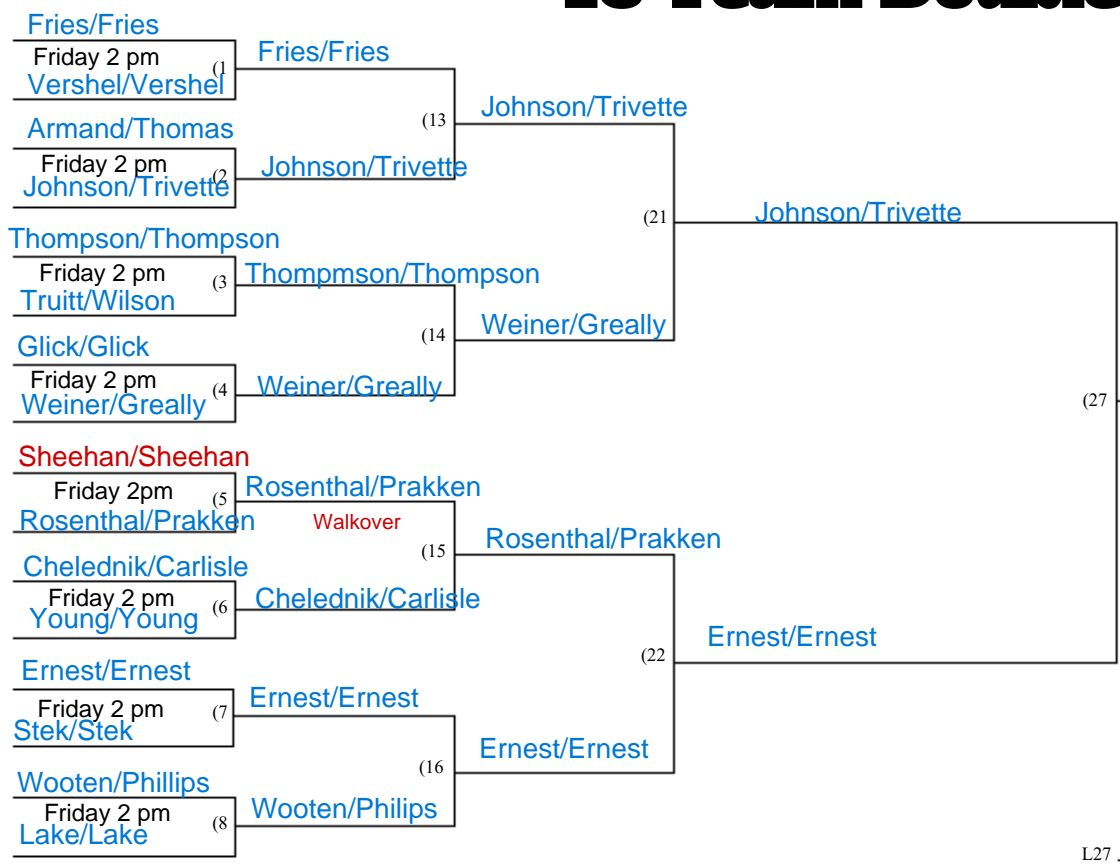 Fries/Fries
Friday 2 pm
(1
Vershel/Vershel
Armand/Thomas
Friday 2 pm
(2
Johnson/Trivette
Thompson/Thompson
Friday 2 pm
(3
Truitt/Wilson
Glick/Glick
Friday 2 pm
(4
Weiner/Greally
Sheehan/Sheehan
Friday 2pm
(5
Rosenthal/Prakken
Chelednik/Carlisle
Friday 2 pm
(6
Young/Young
Ernest/Ernest
Friday 2 pm
(7
Stek/Stek
Wooten/Phillips
Friday 2 pm
(8
Lake/Lake
Fries/Fries
(13
Johnson/Trivette
Thompmson/Thompson
(14
Weiner/Greally
Rosenthal/Prakken
Walkover
(15
Chelednik/Carlisle
Ernest/Ernest
(16
Wooten/Philips
Johnson/Trivette
(21
Weiner/Greally
Rosenthal/Prakken
(22
Ernest/Ernest
Johnson/Trivette
(27
Ernest/Ernest
L27